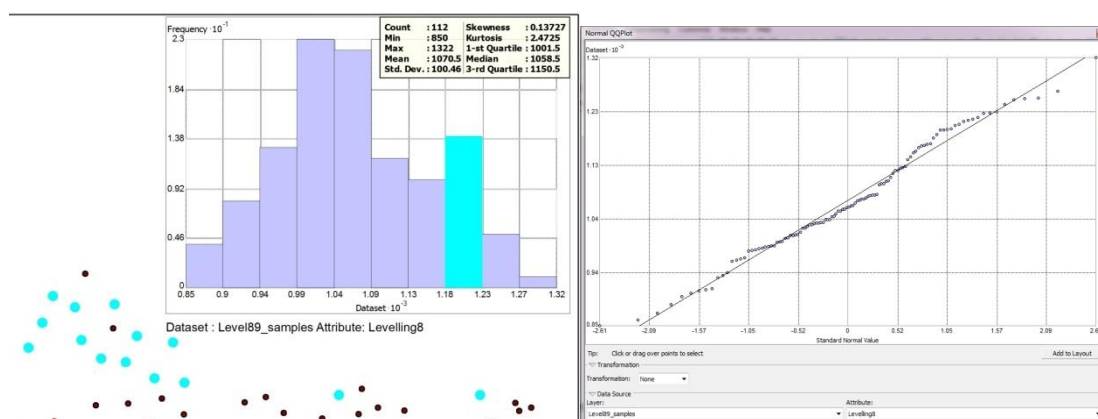 Frequency · 10⁻¹
2.3
1.84
1.38
0.92
0.46
0
0.85 0.9 0.94 0.99 1.04 1.09 1.13 1.18 1.23 1.27 1.32
Dataset · 10⁻³
Count : 112 Skewness : 0.13727
Min : 850 Kurtosis : 2.4725
Max : 1322 1-st Quartile : 1001.5
Mean : 1070.5 Median : 1058.5
Std. Dev. : 100.46 3-rd Quartile : 1150.5
Dataset : Level89_samples Attribute: Levelling8
Normal QQPlot
Dataset · 10⁻³
1.32
1.23
1.13
1.04
0.94
0.85
-2.61 -2.09 -1.57 -1.05 -0.52 0 0.52 1.05 1.57 2.09 2.61
Standard Normal Value
Tip: Click or drag over points to select Add to Layout
Transformation
Transformation: None
Data Source
Layer: Attribute:
Level89_samples Levelling8